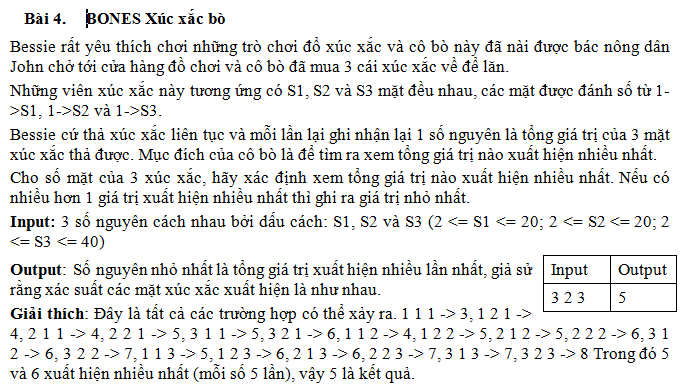 Bài 4. BONES Xúc xắc bò
Bessie rất yêu thích chơi những trò chơi đổ xúc xắc và cô bò này đã nài được bác nông dân
John chở tới cửa hàng đồ chơi và cô bò đã mua 3 cái xúc xắc về để lăn.
Những viên xúc xắc này tương ứng có S1, S2 và S3 mặt đều nhau, các mặt được đánh số từ 1-
>S1, 1->S2 và 1->S3.
Bessie cứ thả xúc xắc liên tục và mỗi lần lại ghi nhận lại 1 số nguyên là tổng giá trị của 3 mặt
xúc xắc thả được. Mục đích của cô bò là để tìm ra xem tổng giá trị nào xuất hiện nhiều nhất.
Cho số mặt của 3 xúc xắc, hãy xác định xem tổng giá trị nào xuất hiện nhiều nhất. Nếu có
nhiều hơn 1 giá trị xuất hiện nhiều nhất thì ghi ra giá trị nhỏ nhất.
Input: 3 số nguyên cách nhau bởi dấu cách: S1, S2 và S3 (2 <= S1 <= 20; 2 <= S2 <= 20; 2
<= S3 <= 40)
Output: Số nguyên nhỏ nhất là tổng giá trị xuất hiện nhiều lần nhất, giả sử
rằng xác suất các mặt xúc xắc xuất hiện là như nhau.
Input Output
3 2 3 5
Giải thích: Đây là tất cả các trường hợp có thể xảy ra. 1 1 1 -> 3, 1 2 1 ->
4, 2 1 1 -> 4, 2 2 1 -> 5, 3 1 1 -> 5, 3 2 1 -> 6, 1 1 2 -> 4, 1 2 2 -> 5, 2 1 2 -> 5, 2 2 2 -> 6, 3 1
2 -> 6, 3 2 2 -> 7, 1 1 3 -> 5, 1 2 3 -> 6, 2 1 3 -> 6, 2 2 3 -> 7, 3 1 3 -> 7, 3 2 3 -> 8 Trong đó 5
và 6 xuất hiện nhiều nhất (mỗi số 5 lần), vậy 5 là kết quả.